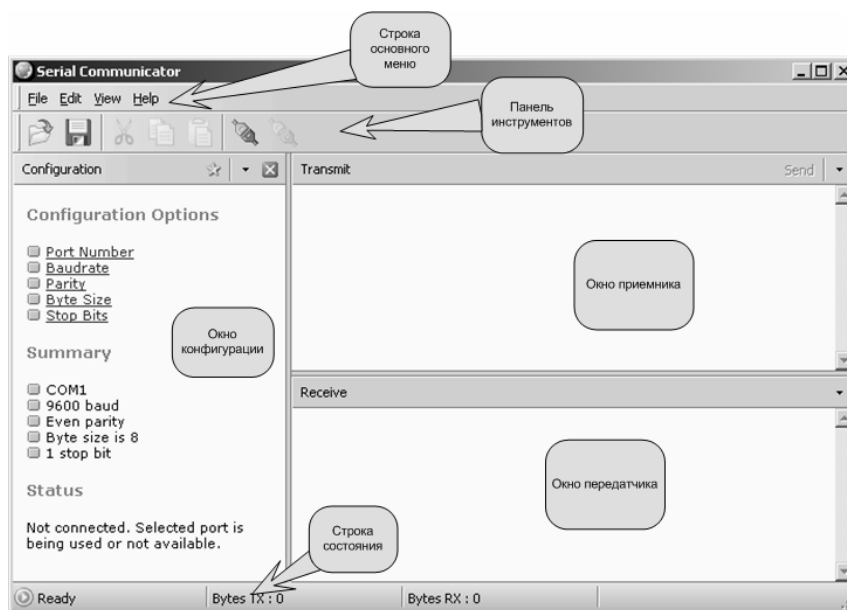 Строка
основного
меню
Serial Communicator
File Edit View Help
Панель
инструментов
Configuration
Transmit
Send
Configuration Options
Port Number
Baudrate
Parity
Byte Size
Stop Bits
Окно приемника
Окно
конфигурации
Summary
COM1
9600 baud
Even parity
Byte size is 8
1 stop bit
Receive
Окно передатчика
Status
Not connected. Selected port is
being used or not available.
Строка
состояния
Ready
Bytes TX : 0
Bytes RX : 0